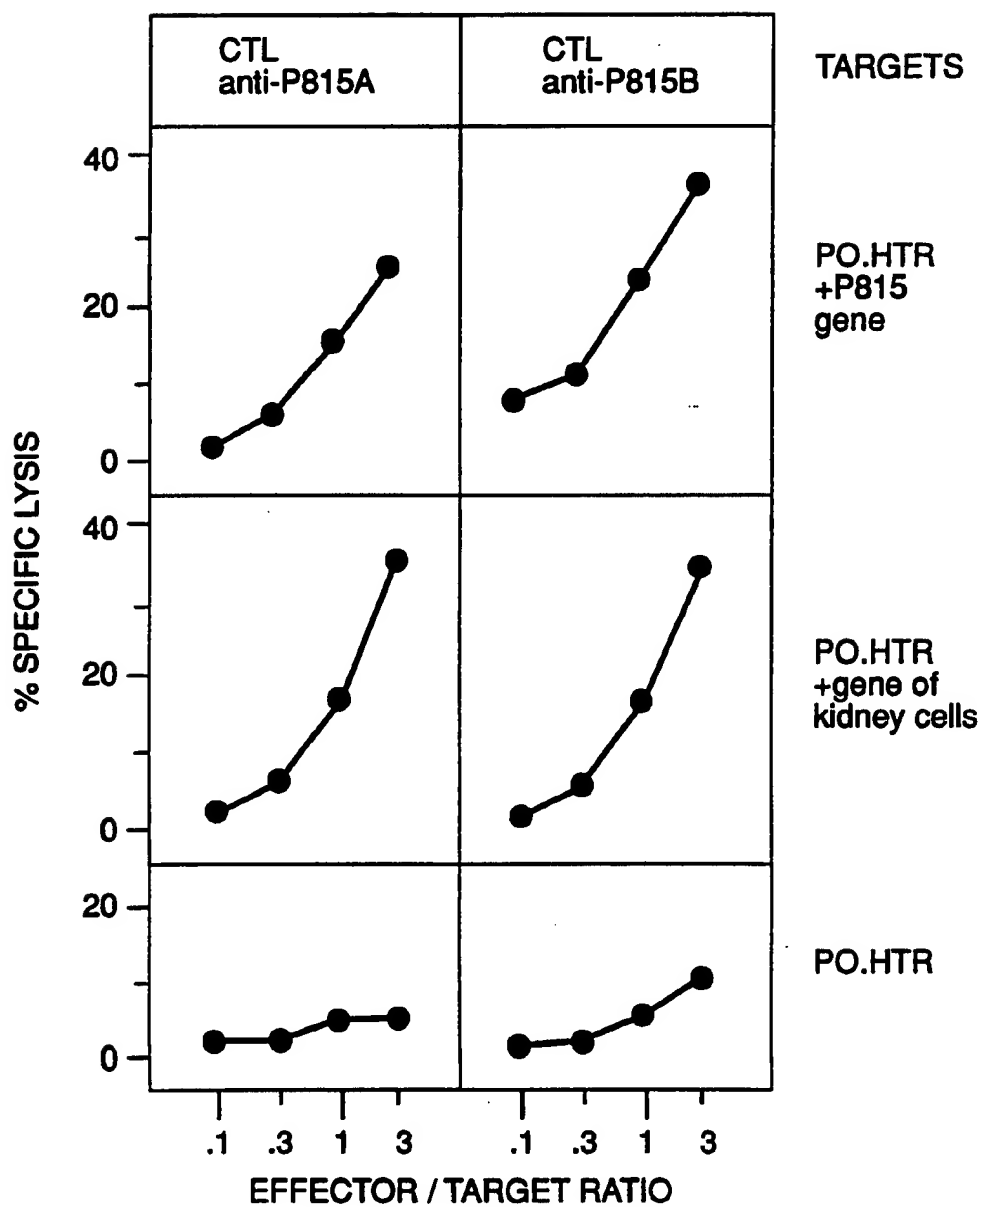 CTL
anti-P815A
CTL
anti-P815B
TARGETS
40
20
0
PO.HTR
+P815
gene
% SPECIFIC LYSIS
40
20
0
PO.HTR
+gene of
kidney cells
20
0
PO.HTR
.1 .3 1 3 .1 .3 1 3
EFFECTOR / TARGET RATIO